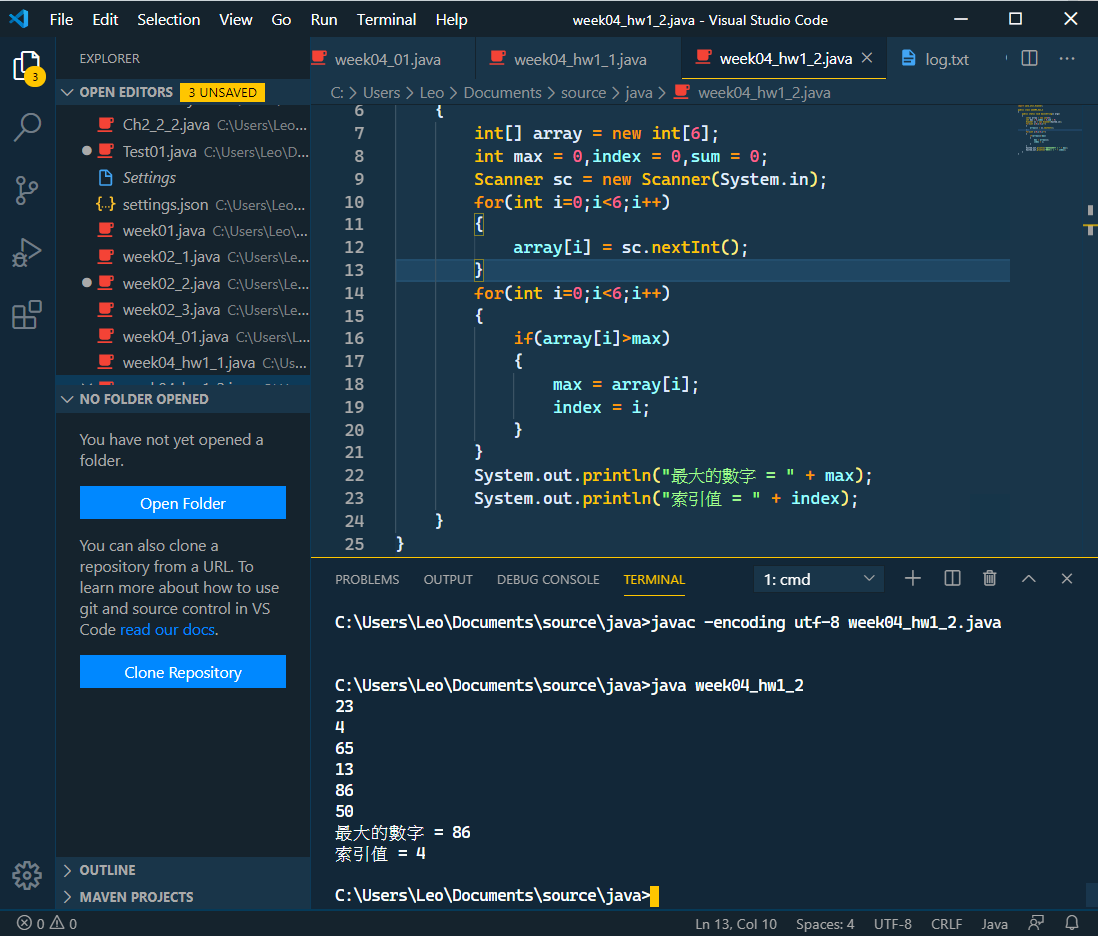 File Edit Selection View Go Run Terminal Help week04_hw1_2.java - Visual Studio Code
3
EXPLORER
OPEN EDITORS 3 UNSAVED
Ch2_2_2.java C:\Users\Leo...
Test01.java C:\Users\Leo\D...
Settings
{..} settings.json C:\Users\Leo...
week01.java C:\Users\Leo\...
week02_1.java C:\Users\Le...
week02_2.java C:\Users\Le...
week02_3.java C:\Users\Le...
week04_01.java C:\Users\L...
week04_hw1_1.java C:\Us...
NO FOLDER OPENED
You have not yet opened a
folder.
Open Folder
You can also clone a
repository from a URL. To
learn more about how to use
git and source control in VS
Code read our docs.
Clone Repository
OUTLINE
MAVEN PROJECTS
week04_01.java week04_hw1_1.java week04_hw1_2.java log.txt
C: > Users > Leo > Documents > source > java > week04_hw1_2.java
6 {
7 int[] array = new int[6];
8 int max = 0,index = 0,sum = 0;
9 Scanner sc = new Scanner(System.in);
10 for(int i=0;i<6;i++)
11 {
12 array[i] = sc.nextInt();
13 }
14 for(int i=0;i<6;i++)
15 {
16 if(array[i]>max)
17 {
18 max = array[i];
19 index = i;
20 }
21 }
22 System.out.println("最大的數字 = " + max);
23 System.out.println("索引值 = " + index);
24 }
25 }
PROBLEMS OUTPUT DEBUG CONSOLE TERMINAL 1: cmd
C:\Users\Leo\Documents\source\java>javac -encoding utf-8 week04_hw1_2.java
C:\Users\Leo\Documents\source\java>java week04_hw1_2
23
4
65
13
86
50
最大的數字 = 86
索引值 = 4
C:\Users\Leo\Documents\source\java>
0 0 Ln 13, Col 10 Spaces: 4 UTF-8 CRLF Java